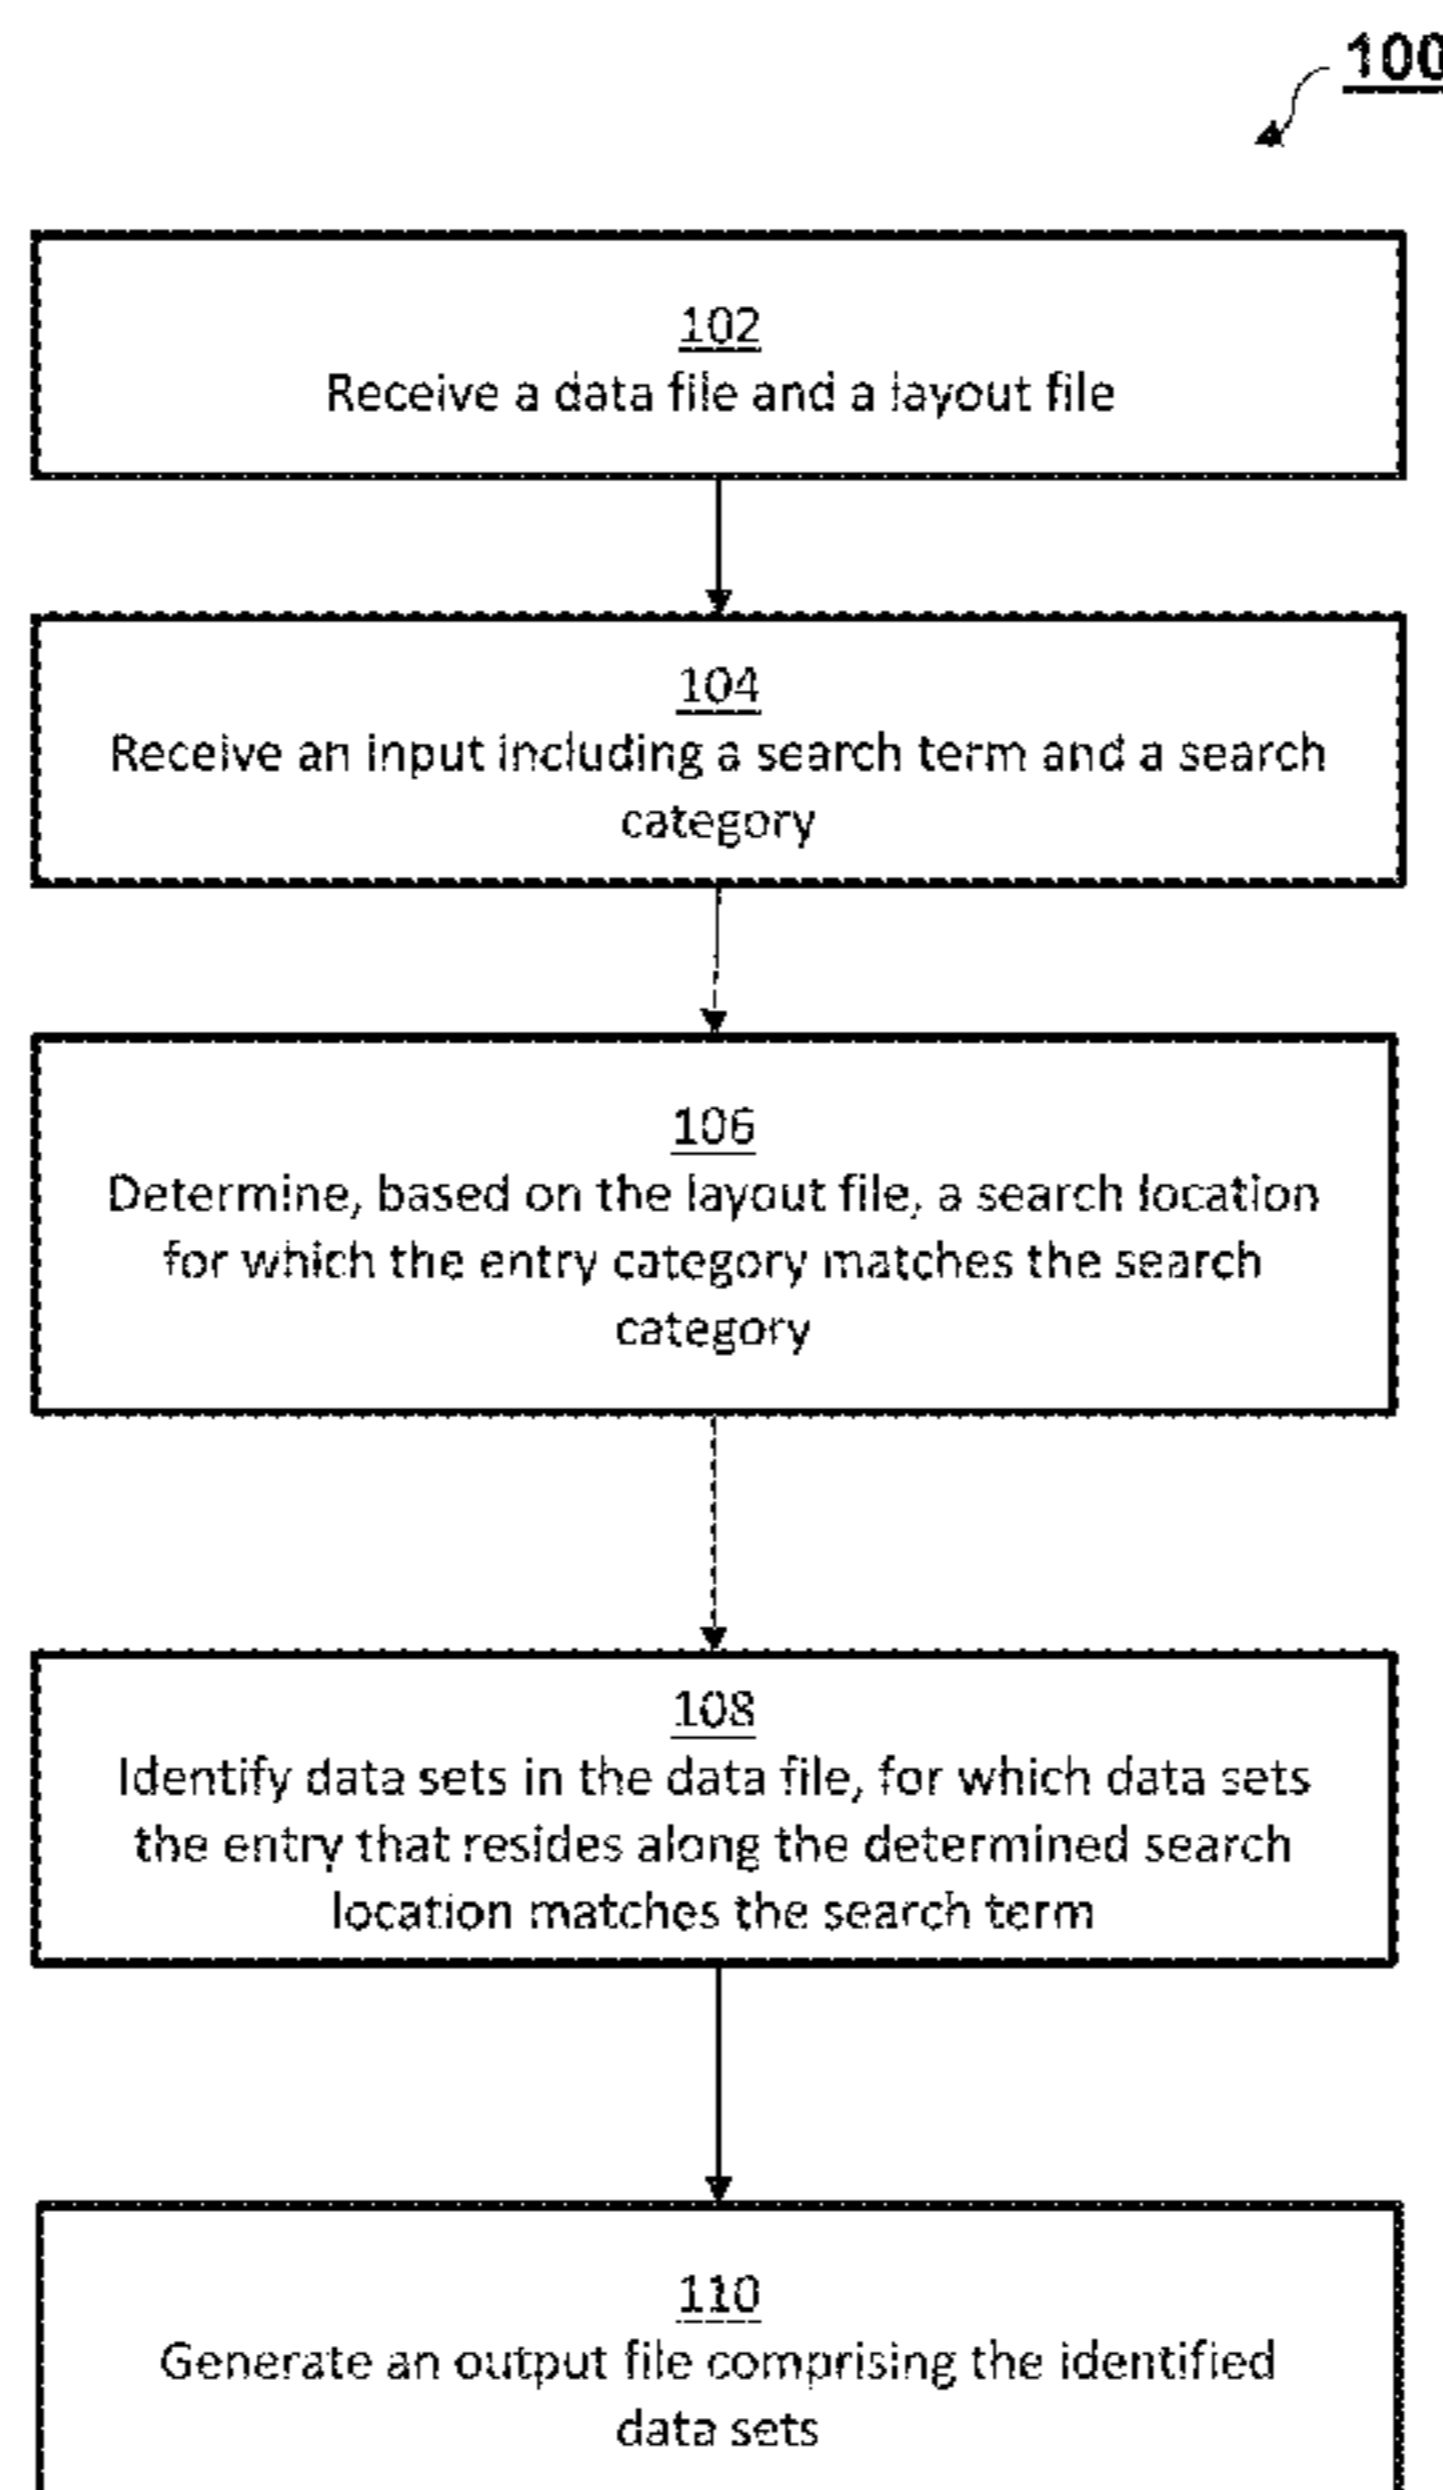 100
102
Receive a data file and a layout file
104
Receive an input including a search term and a search
category
106
Determine, based on the layout file, a search location
for which the entry category matches the search
category
108
Identify data sets in the data file, for which data sets
the entry that resides along the determined search
location matches the search term
110
Generate an output file comprising the identified
data sets